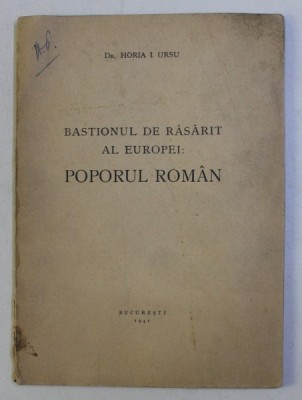 Dr. HORIA I. URSU
BASTIONUL DE RĂSĂRIT
AL EUROPEI:
POPORUL ROMÂN
BUCUREȘTI